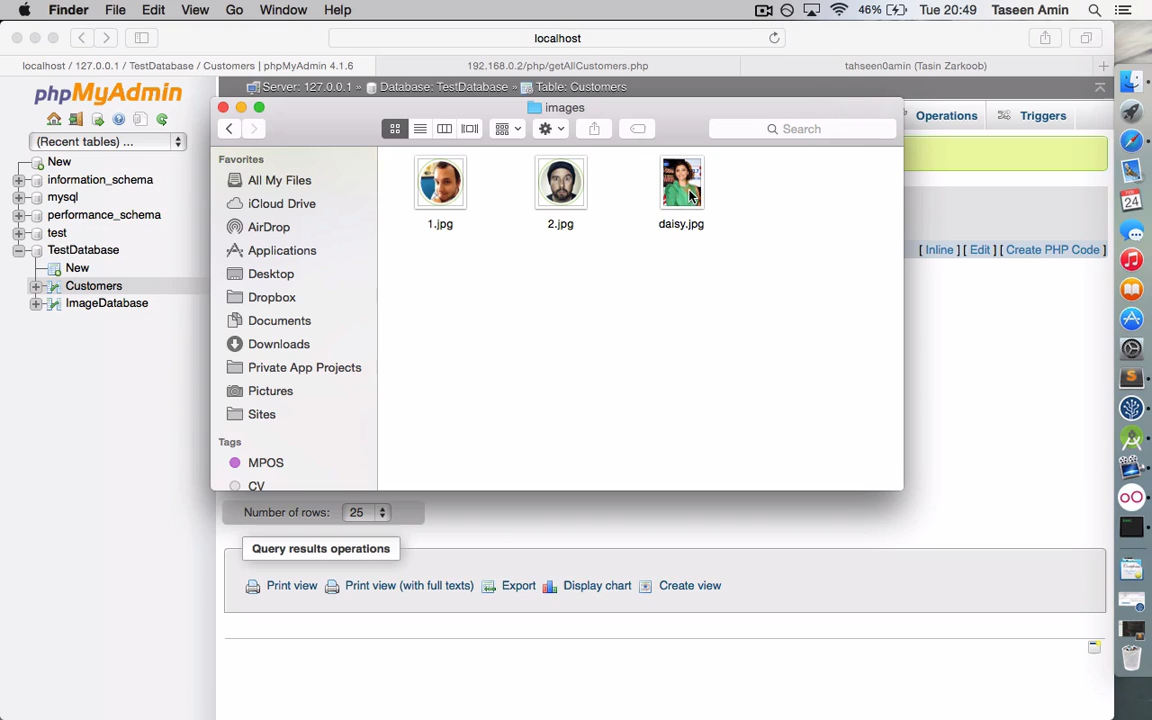 Finder File Edit View Go Window Help 46% Tue 20:49 Taseen Amin
localhost
localhost / 127.0.0.1 / TestDatabase / Customers | phpMyAdmin 4.1.6 192.168.0.2/php/getAllCustomers.php tahseen0amin (Tasin Zarkoob)
phpMyAdmin
Server: 127.0.0.1 » Database: TestDatabase » Table: Customers
images
Operations Triggers
(Recent tables) ...
New
information_schema
mysql
performance_schema
test
TestDatabase
New
Customers
ImageDatabase
Search
Favorites
All My Files
iCloud Drive
AirDrop
Applications
Desktop
Dropbox
Documents
Downloads
Private App Projects
Pictures
Sites
Tags
MPOS
CV
1.jpg 2.jpg daisy.jpg
[ Inline ] [ Edit ] [ Create PHP Code ]
Number of rows: 25
Query results operations
Print view Print view (with full texts) Export Display chart Create view